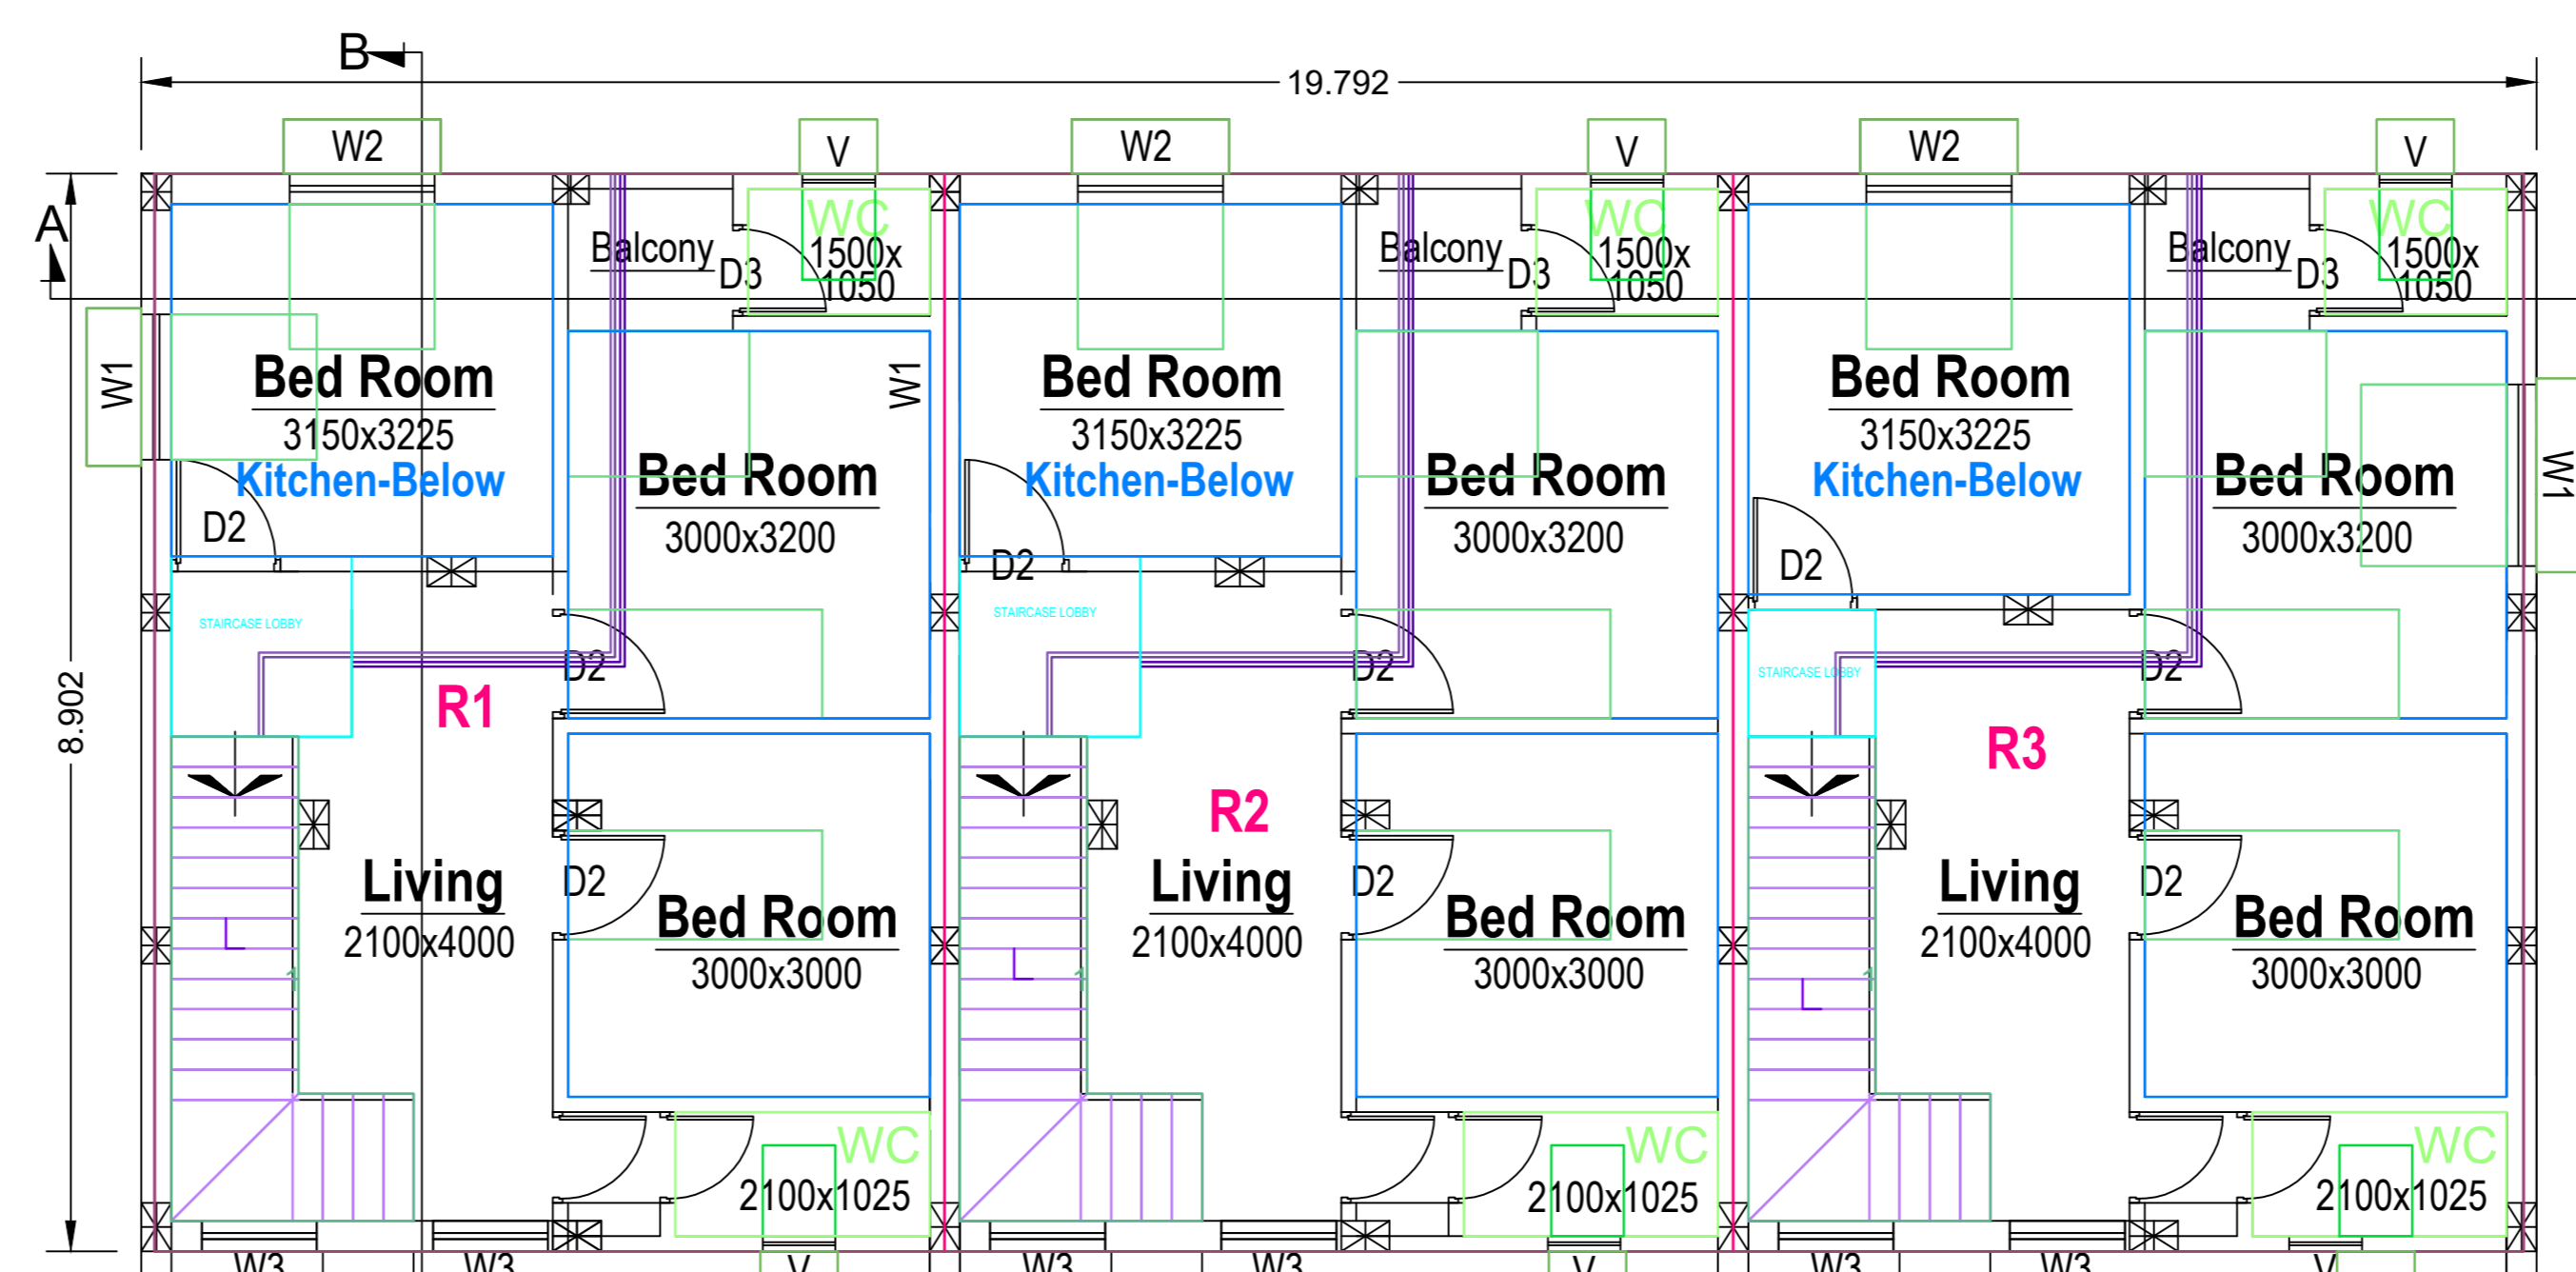 B
19.792
W2
V
W2
V
W2
V
A
Balcony
D3
WC
1500x
1050
Balcony
D3
WC
1500x
1050
Balcony
D3
WC
1500x
1050
W1
Bed Room
3150x3225
Kitchen-Below
D2
Bed Room
3000x3200
W1
Bed Room
3150x3225
Kitchen-Below
D2
Bed Room
3000x3200
Bed Room
3150x3225
Kitchen-Below
D2
Bed Room
3000x3200
W1
STAIRCASE LOBBY
STAIRCASE LOBBY
STAIRCASE LOBBY
D2
D2
D2
8.902
R1
R2
R3
Living
2100x4000
D2
Bed Room
3000x3000
Living
2100x4000
D2
Bed Room
3000x3000
Living
2100x4000
D2
Bed Room
3000x3000
1
1
1
WC
2100x1025
WC
2100x1025
WC
2100x1025
W3
W3
V
W3
W3
V
W3
W3
V